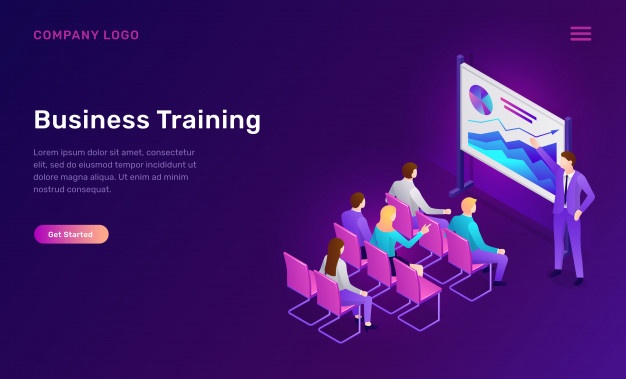 COMPANY LOGO
Business Training
Lorem ipsum dolor sit amet, consectetur
elit, sed do eiusmod tempor incididunt ut
dolore magna aliqua. Ut enim ad minim
nostrud consequat.
Get Started